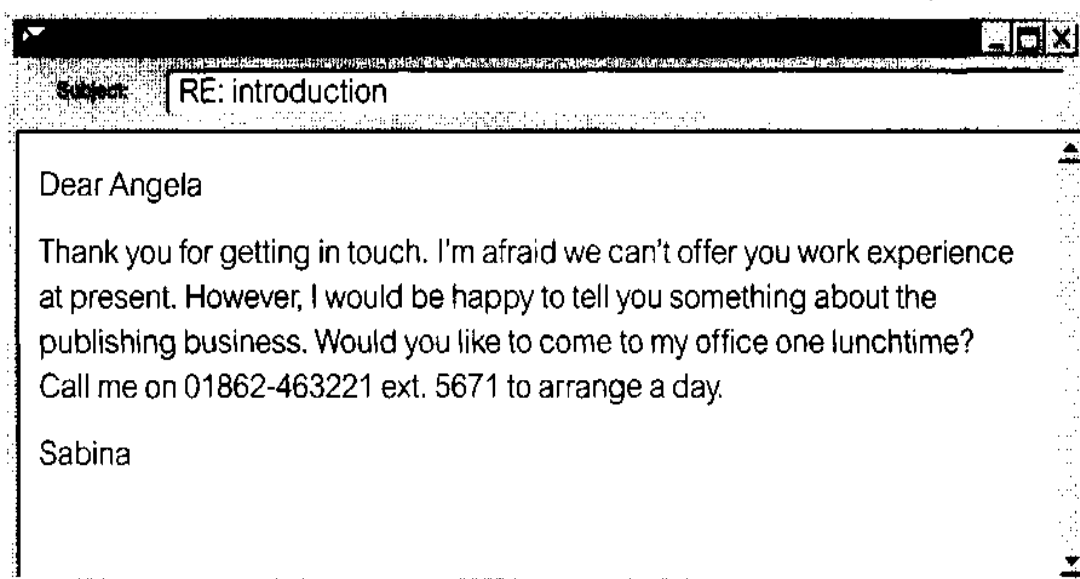 Subject: RE: introduction
Dear Angela
Thank you for getting in touch. I'm afraid we can't offer you work experience
at present. However, I would be happy to tell you something about the
publishing business. Would you like to come to my office one lunchtime?
Call me on 01862-463221 ext. 5671 to arrange a day.
Sabina